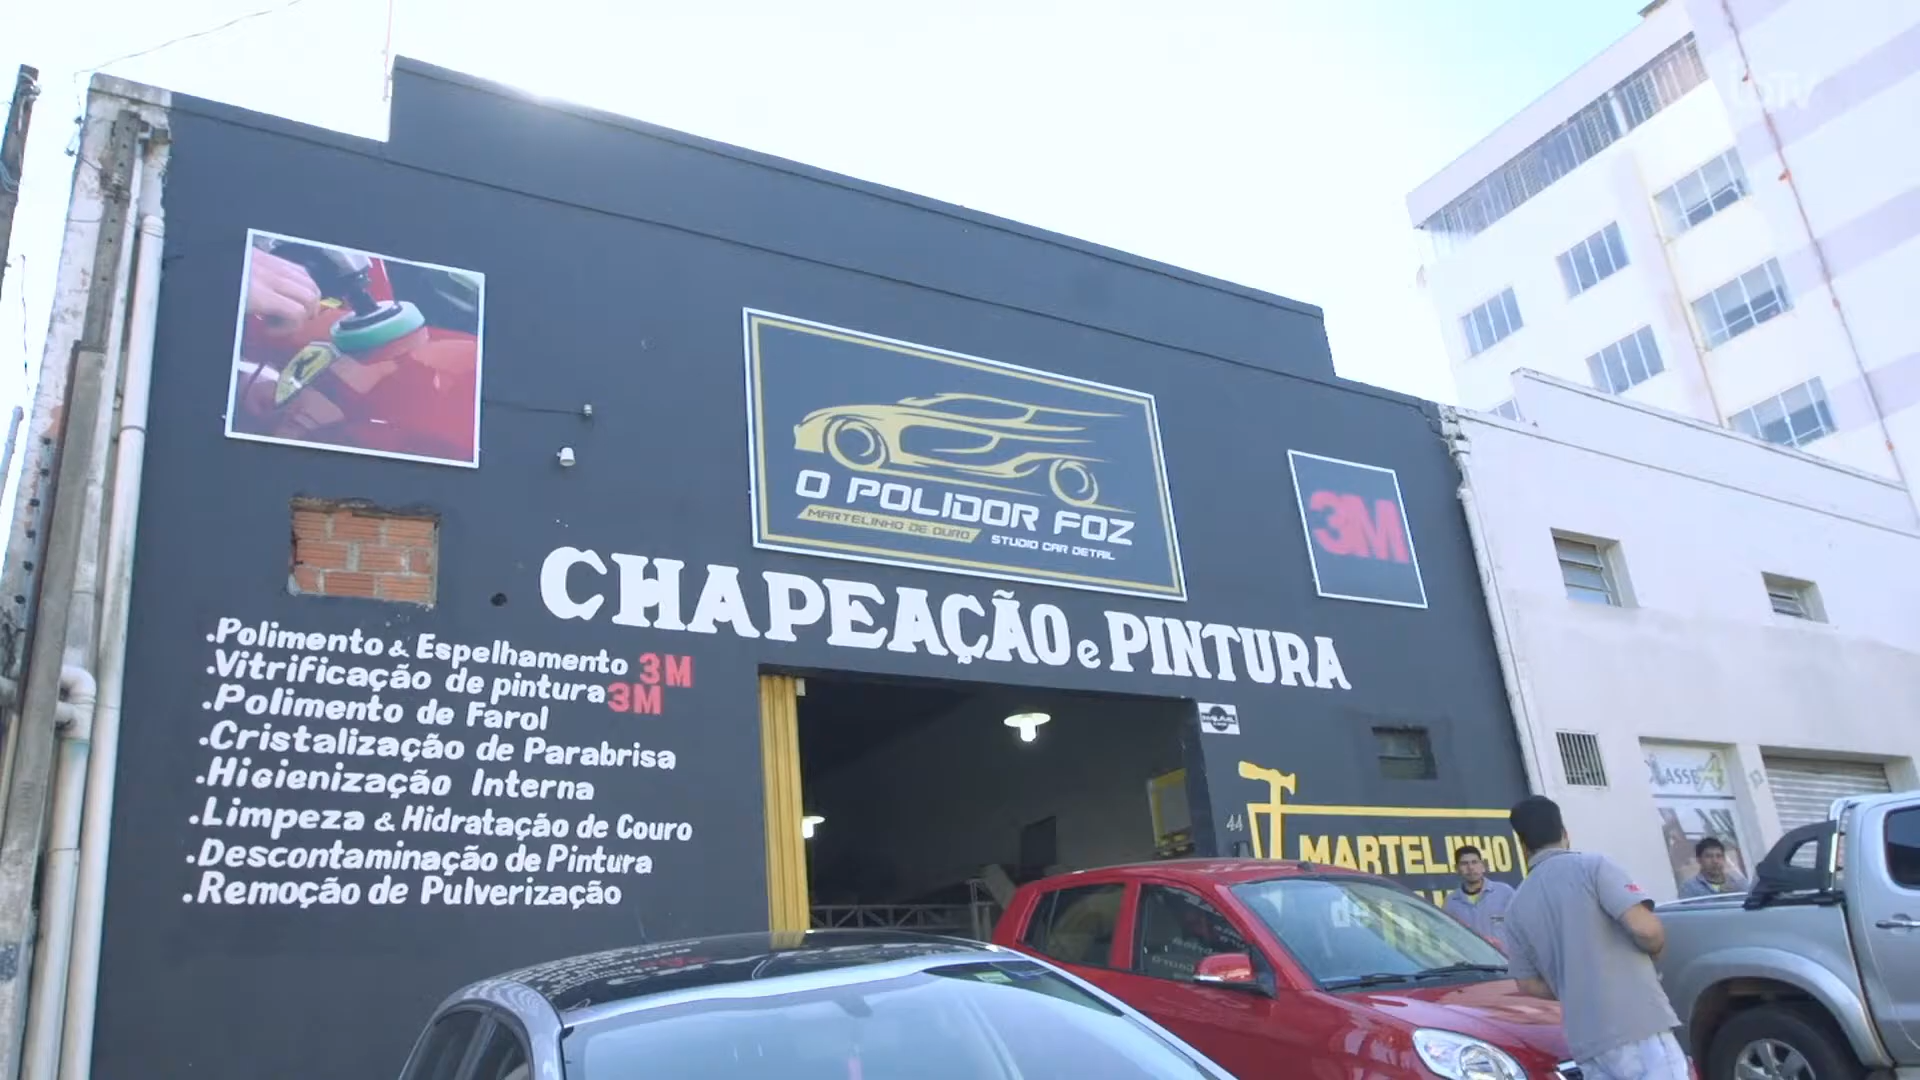 O POLIDOR FOZ
MARTELINHO DE OURO
STUDIO CAR DETAIL
3M
CHAPEAÇÃO e PINTURA
.Polimento & Espelhamento 3M
.Vitrificação de pintura 3M
.Polimento de Farol
.Cristalização de Parabrisa
.Higienização Interna
.Limpeza & Hidratação de Couro
.Descontaminação de Pintura
.Remoção de Pulverização
44
MARTELINHO